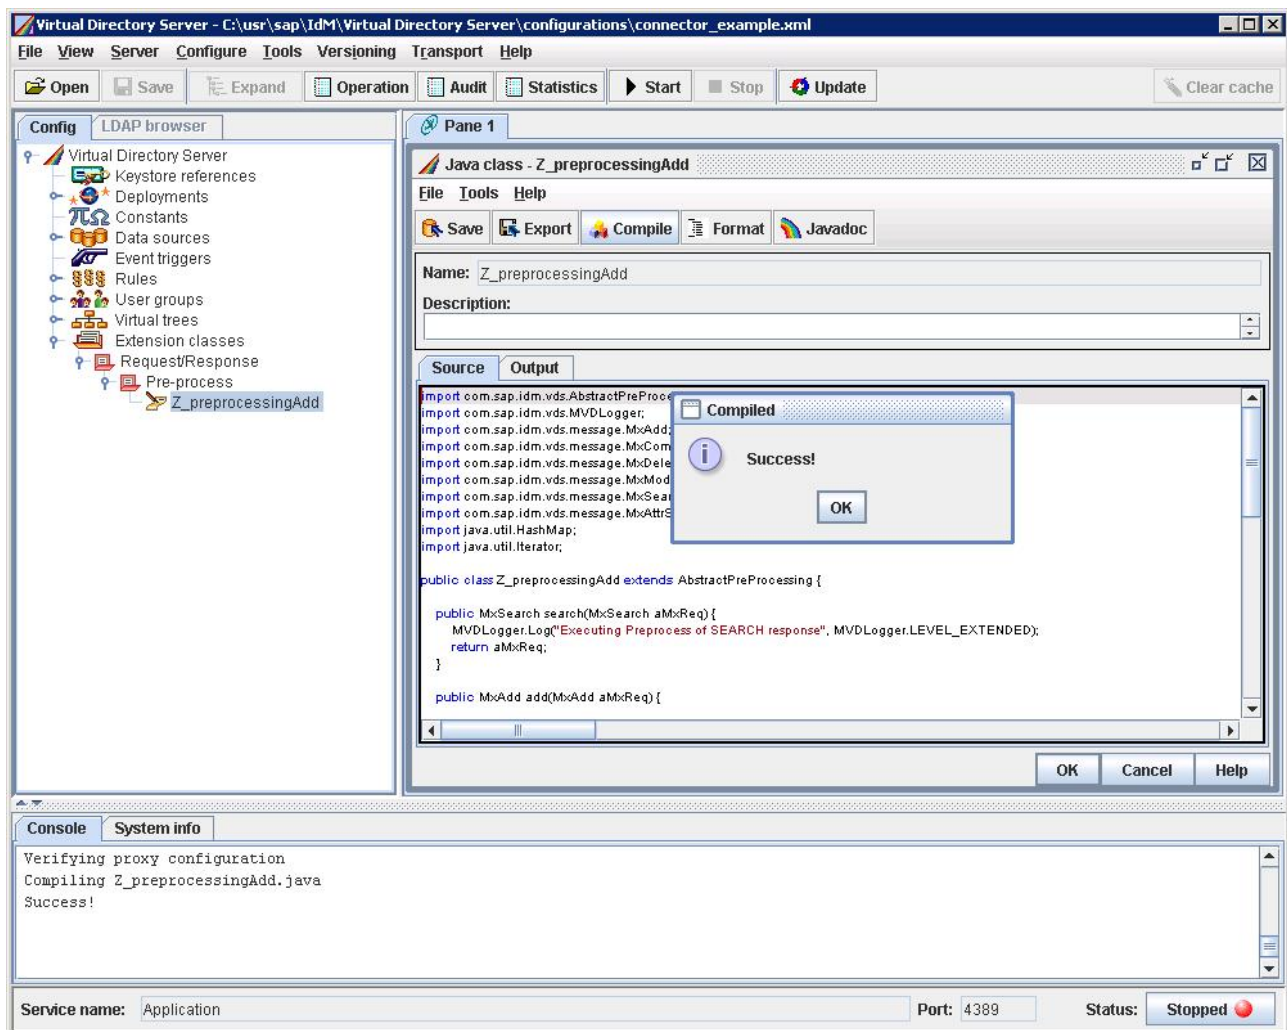 Virtual Directory Server - C:\usr\sap\IdM\Virtual Directory Server\configurations\connector_example.xml
File View Server Configure Tools Versioning Transport Help
Open Save Expand Operation Audit Statistics Start Stop Update Clear cache
Config LDAP browser
Virtual Directory Server
Keystore references
Deployments
Constants
Data sources
Event triggers
Rules
User groups
Virtual trees
Extension classes
Request/Response
Pre-process
Z_preprocessingAdd
Pane 1
Java class - Z_preprocessingAdd
File Tools Help
Save Export Compile Format Javadoc
Name: Z_preprocessingAdd
Description:
Source Output
import com.sap.idm.vds.AbstractPreProce
import com.sap.idm.vds.MVDLogger;
import com.sap.idm.vds.message.MxAdd;
import com.sap.idm.vds.message.MxCom
import com.sap.idm.vds.message.MxDele
import com.sap.idm.vds.message.MxMod
import com.sap.idm.vds.message.MxSear
import com.sap.idm.vds.message.MxAttrS
import java.util.HashMap;
import java.util.Iterator;
public class Z_preprocessingAdd extends AbstractPreProcessing {
public MxSearch search(MxSearch aMxReq) {
MVDLogger.Log("Executing Preprocess of SEARCH response", MVDLogger.LEVEL_EXTENDED);
return aMxReq;
}
public MxAdd add(MxAdd aMxReq) {
Compiled
Success!
OK
OK Cancel Help
Console System info
Verifying proxy configuration
Compiling Z_preprocessingAdd.java
Success!
Service name: Application Port: 4389 Status: Stopped